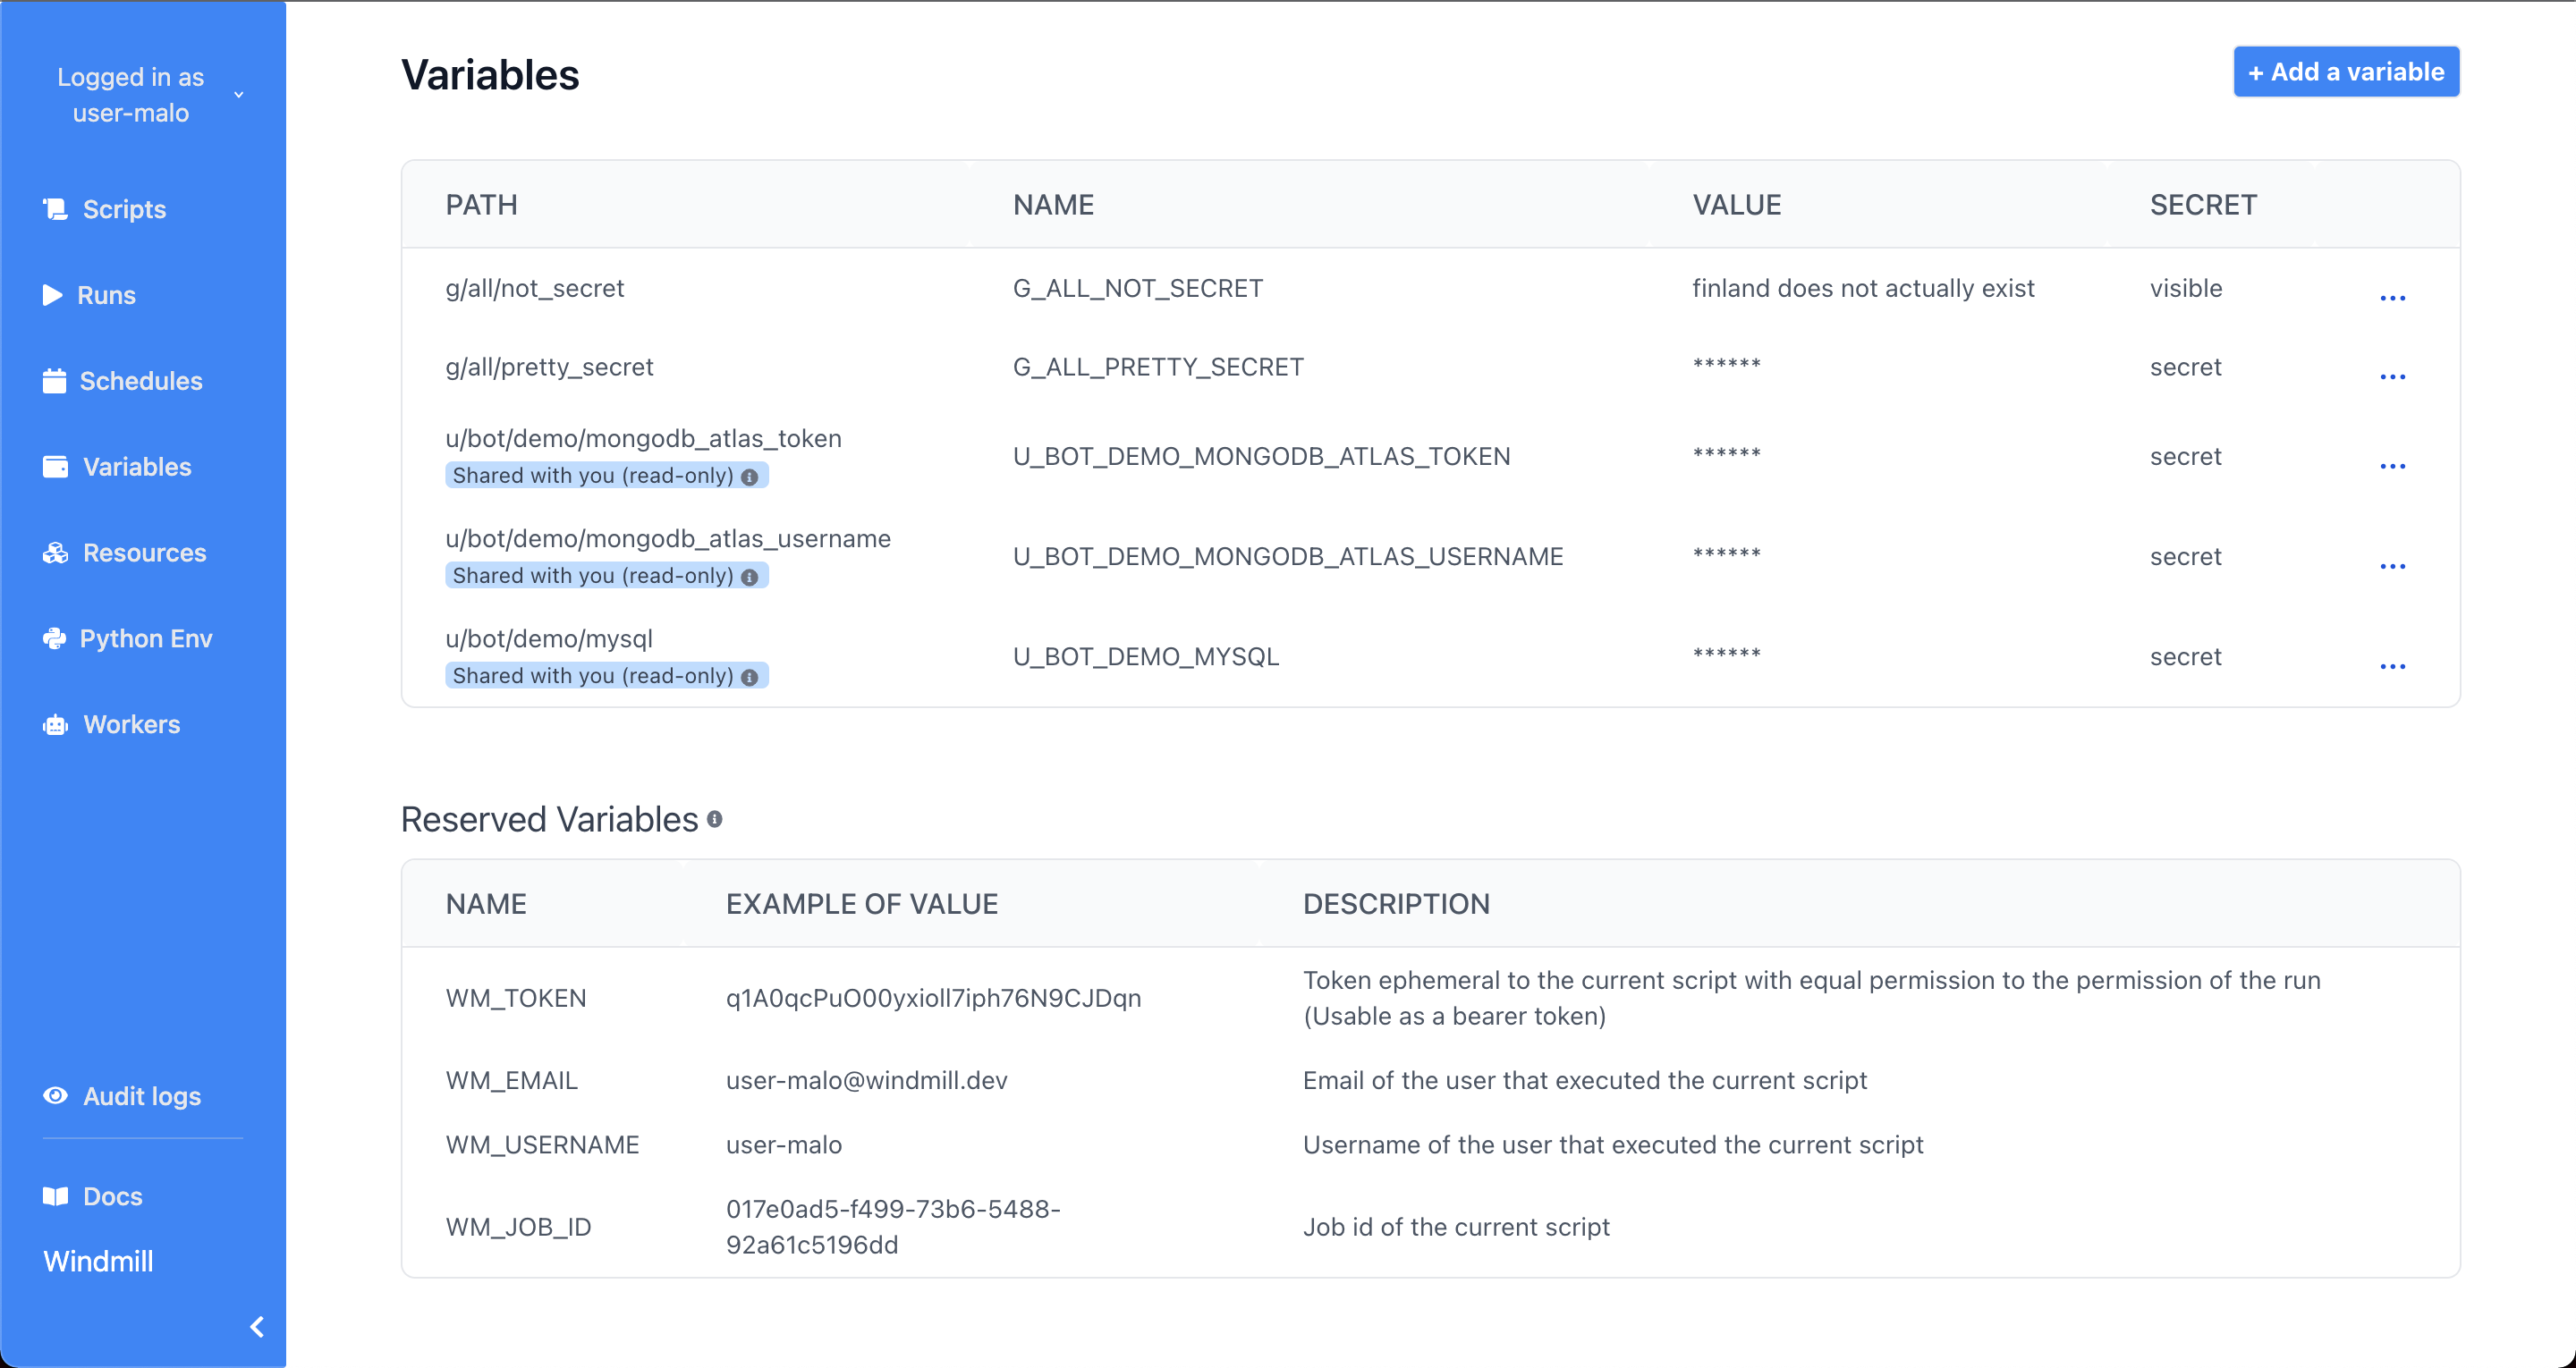 Logged in as
user-malo
Scripts
Runs
Schedules
Variables
Resources
Python Env
Workers
Audit logs
Docs
Windmill
Variables
+ Add a variable
PATH NAME VALUE SECRET
g/all/not_secret G_ALL_NOT_SECRET finland does not actually exist visible ...
g/all/pretty_secret G_ALL_PRETTY_SECRET ****** secret ...
u/bot/demo/mongodb_atlas_token
Shared with you (read-only)
U_BOT_DEMO_MONGODB_ATLAS_TOKEN ****** secret ...
u/bot/demo/mongodb_atlas_username
Shared with you (read-only)
U_BOT_DEMO_MONGODB_ATLAS_USERNAME ****** secret ...
u/bot/demo/mysql
Shared with you (read-only)
U_BOT_DEMO_MYSQL ****** secret ...
Reserved Variables
NAME EXAMPLE OF VALUE DESCRIPTION
WM_TOKEN q1A0qcPuO00yxioll7iph76N9CJDqn
Token ephemeral to the current script with equal permission to the permission of the run
(Usable as a bearer token)
WM_EMAIL user-malo@windmill.dev Email of the user that executed the current script
WM_USERNAME user-malo Username of the user that executed the current script
WM_JOB_ID
017e0ad5-f499-73b6-5488-
92a61c5196dd
Job id of the current script